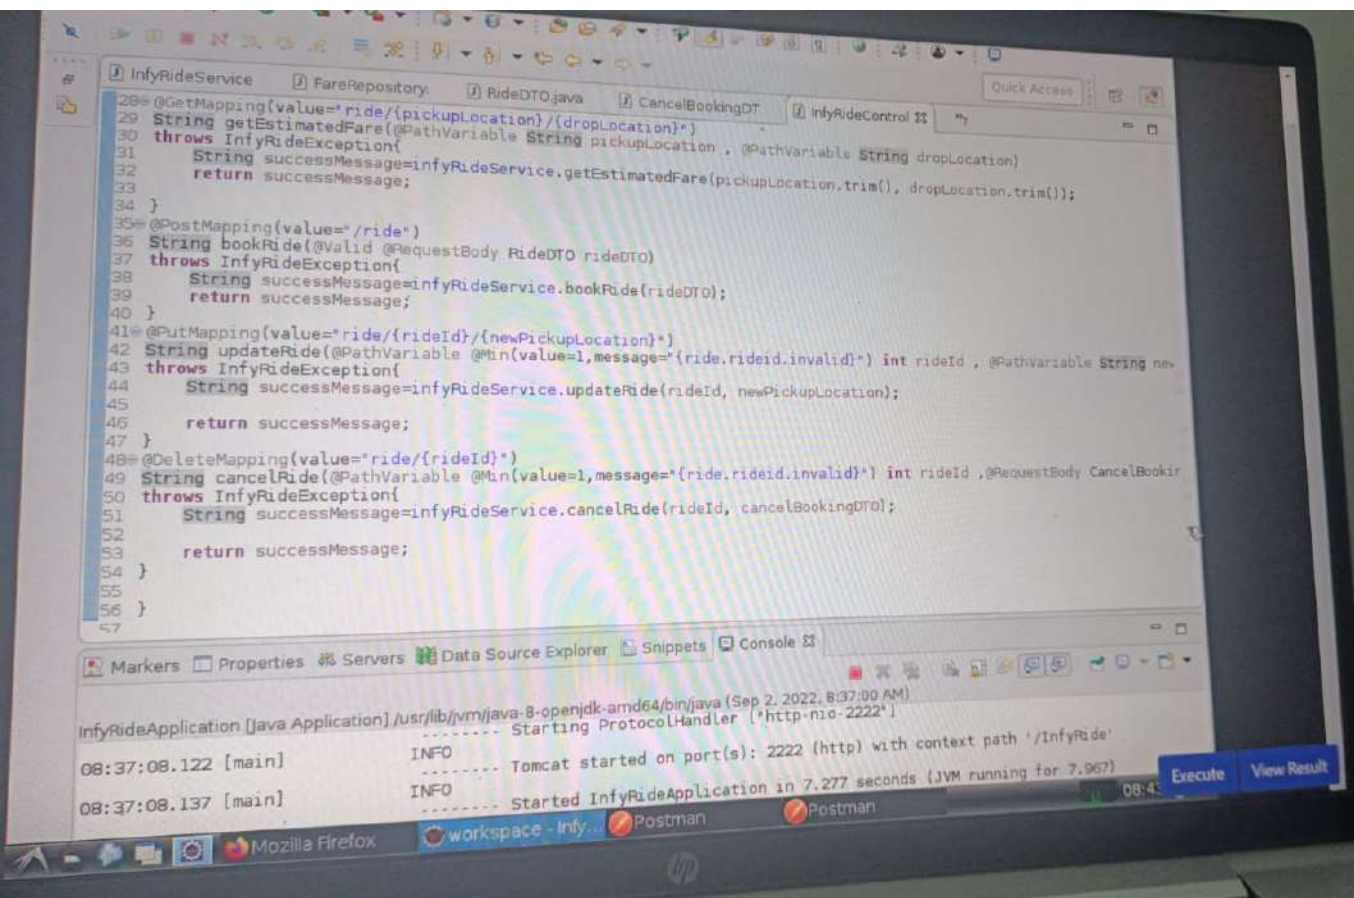 Quick Access
InfyRideService
FareRepository.
RideDTO.java
CancelBookingDT
InfyRideControl
28 @GetMapping(value="ride/{pickupLocation}/{dropLocation}")
29 String getEstimatedFare(@PathVariable String pickupLocation , @PathVariable String dropLocation)
30 throws InfyRideException{
31 String successMessage=infyRideService.getEstimatedFare(pickupLocation.trim(), dropLocation.trim());
32 return successMessage;
33
34 }
35 @PostMapping(value="/ride")
36 String bookRide(@Valid @RequestBody RideDTO rideDTO)
37 throws InfyRideException{
38 String successMessage=infyRideService.bookRide(rideDTO);
39 return successMessage;
40 }
41 @PutMapping(value="ride/{rideId}/{newPickupLocation}")
42 String updateRide(@PathVariable @Min(value=1,message="{ride.rideid.invalid}") int rideId , @PathVariable String new
43 throws InfyRideException{
44 String successMessage=infyRideService.updateRide(rideId, newPickupLocation);
45
46 return successMessage;
47 }
48 @DeleteMapping(value="ride/{rideId}")
49 String cancelRide(@PathVariable @Min(value=1,message="{ride.rideid.invalid}") int rideId ,@RequestBody CancelBookin
50 throws InfyRideException{
51 String successMessage=infyRideService.cancelRide(rideId, cancelBookingDTO);
52
53 return successMessage;
54 }
55
56 }
57
Markers Properties Servers Data Source Explorer Snippets Console
InfyRideApplication [Java Application] /usr/lib/jvm/java-8-openjdk-amd64/bin/java (Sep 2, 2022, 8:37:00 AM)
-------- Starting ProtocolHandler ["http-nio-2222"]
08:37:08.122 [main] INFO -------- Tomcat started on port(s): 2222 (http) with context path '/InfyRide'
08:37:08.137 [main] INFO -------- Started InfyRideApplication in 7.277 seconds (JVM running for 7.967)
Execute View Result
Mozilla Firefox
workspace - Infy...
Postman
Postman
hp